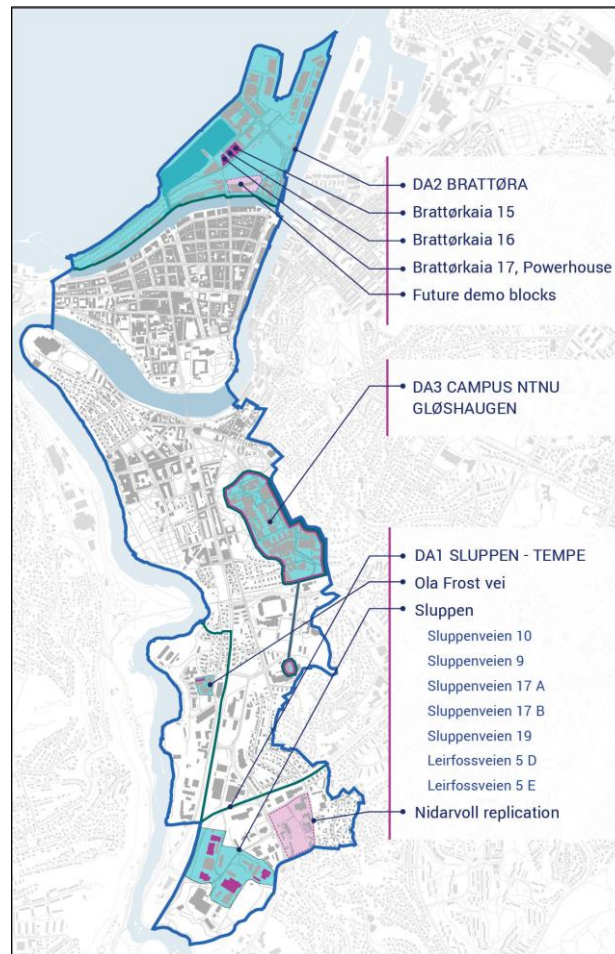 DA2 BRATTØRA
Brattørkaia 15
Brattørkaia 16
Brattørkaia 17, Powerhouse
Future demo blocks
DA3 CAMPUS NTNU
GLØSHAUGEN
DA1 SLUPPEN - TEMPE
Ola Frost vei
Sluppen
Sluppenveien 10
Sluppenveien 9
Sluppenveien 17 A
Sluppenveien 17 B
Sluppenveien 19
Leirfossveien 5 D
Leirfossveien 5 E
Nidarvoll replication